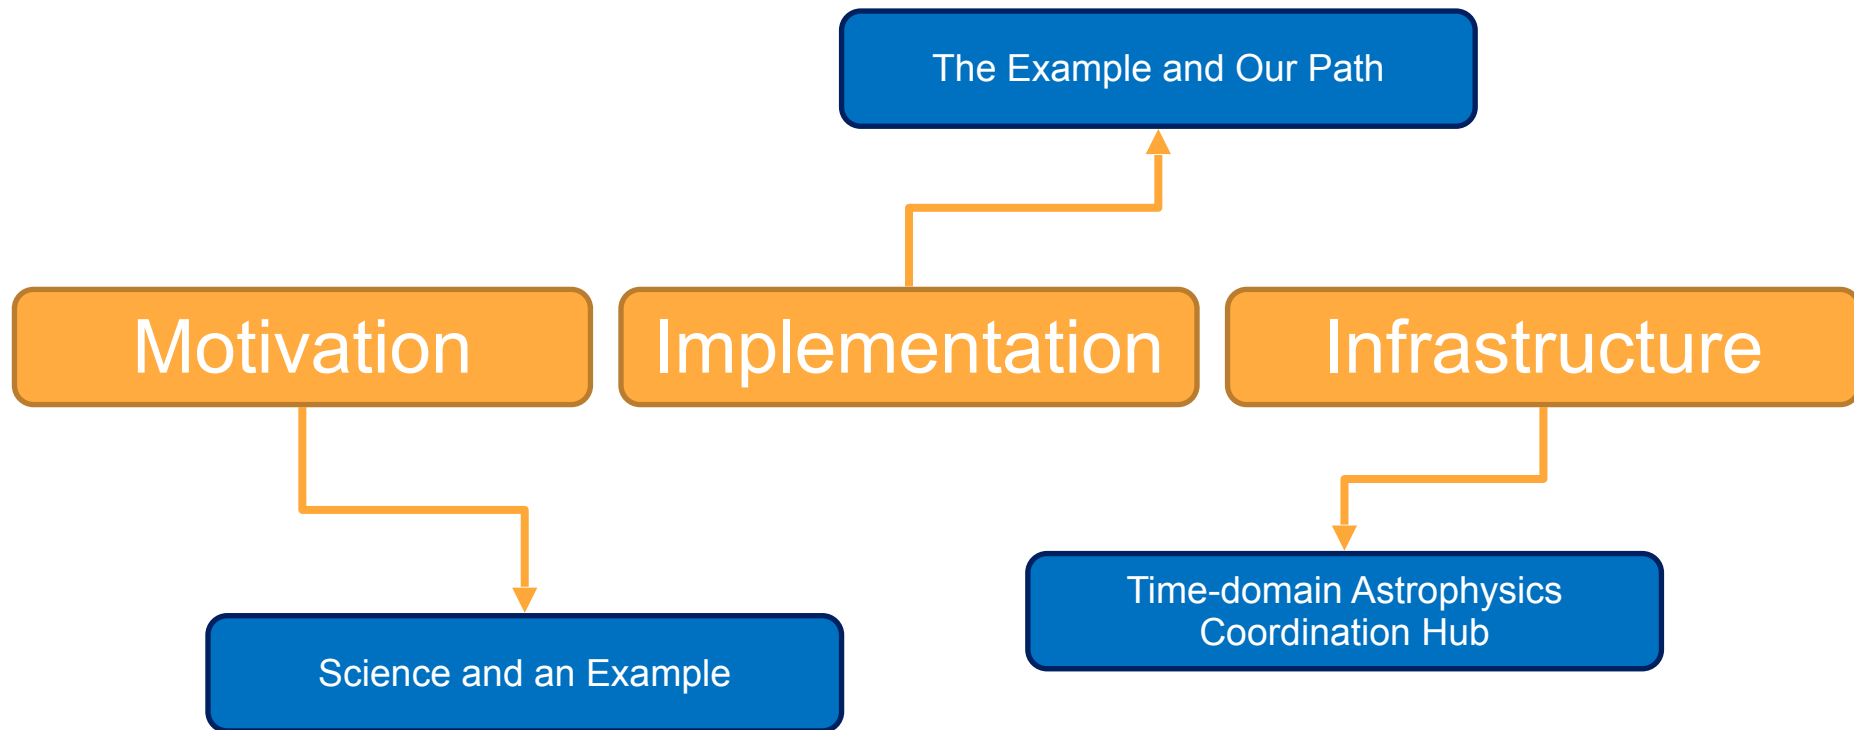 The Example and Our Path
Motivation
Implementation
Infrastructure
Time-domain Astrophysics
Coordination Hub
Science and an Example